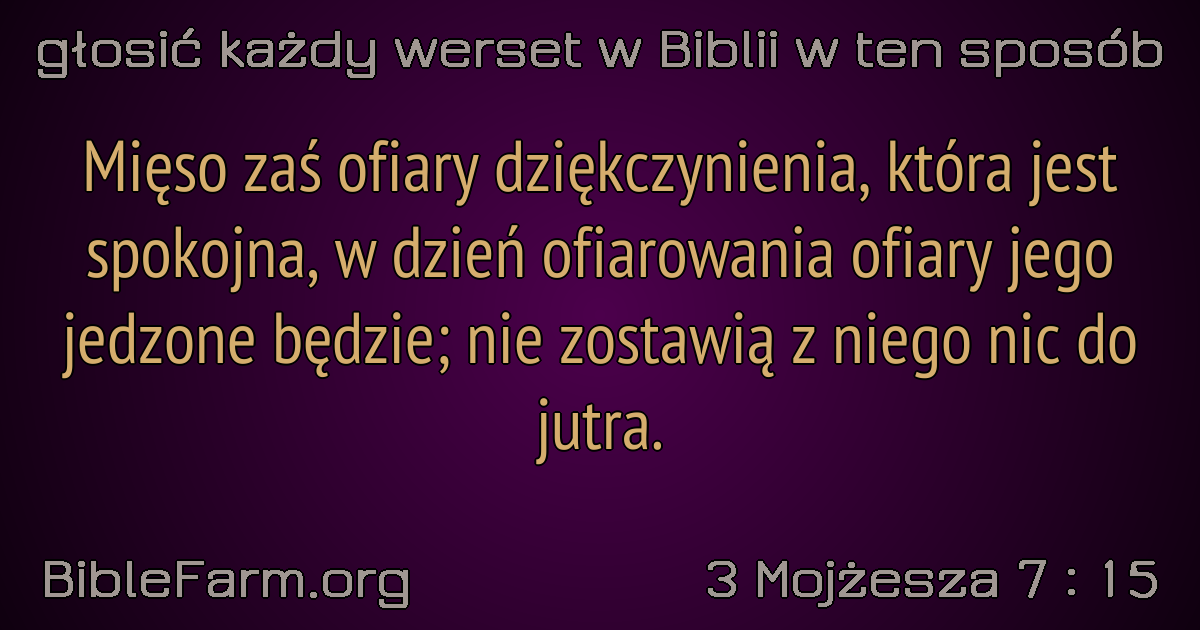 głosić każdy werset w Biblii w ten sposób
Mięso zaś ofiary dziękczynienia, która jest
spokojna, w dzień ofiarowania ofiary jego
jedzone będzie; nie zostawią z niego nic do
jutra.
BibleFarm.org
3 Mojżesza 7 : 15